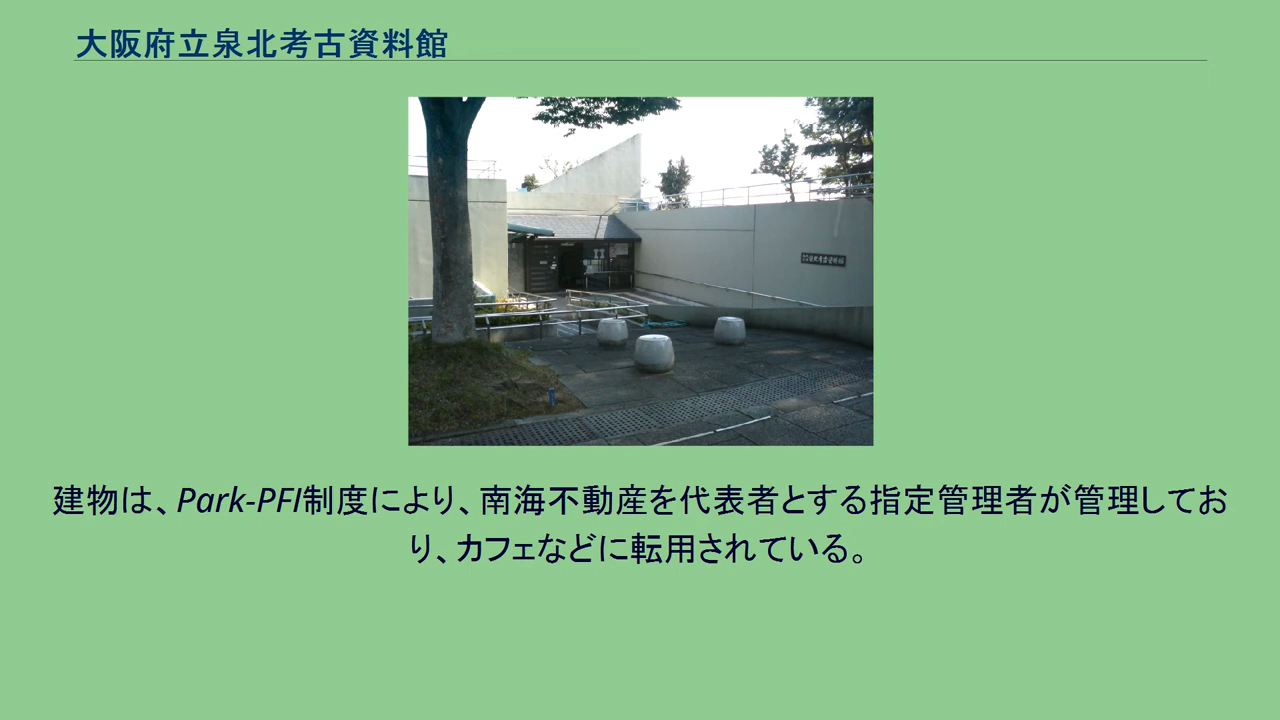 大阪府立泉北考古資料館
建物は、Park-PFI制度により、南海不動産を代表者とする指定管理者が管理してお
り、カフェなどに転用されている。